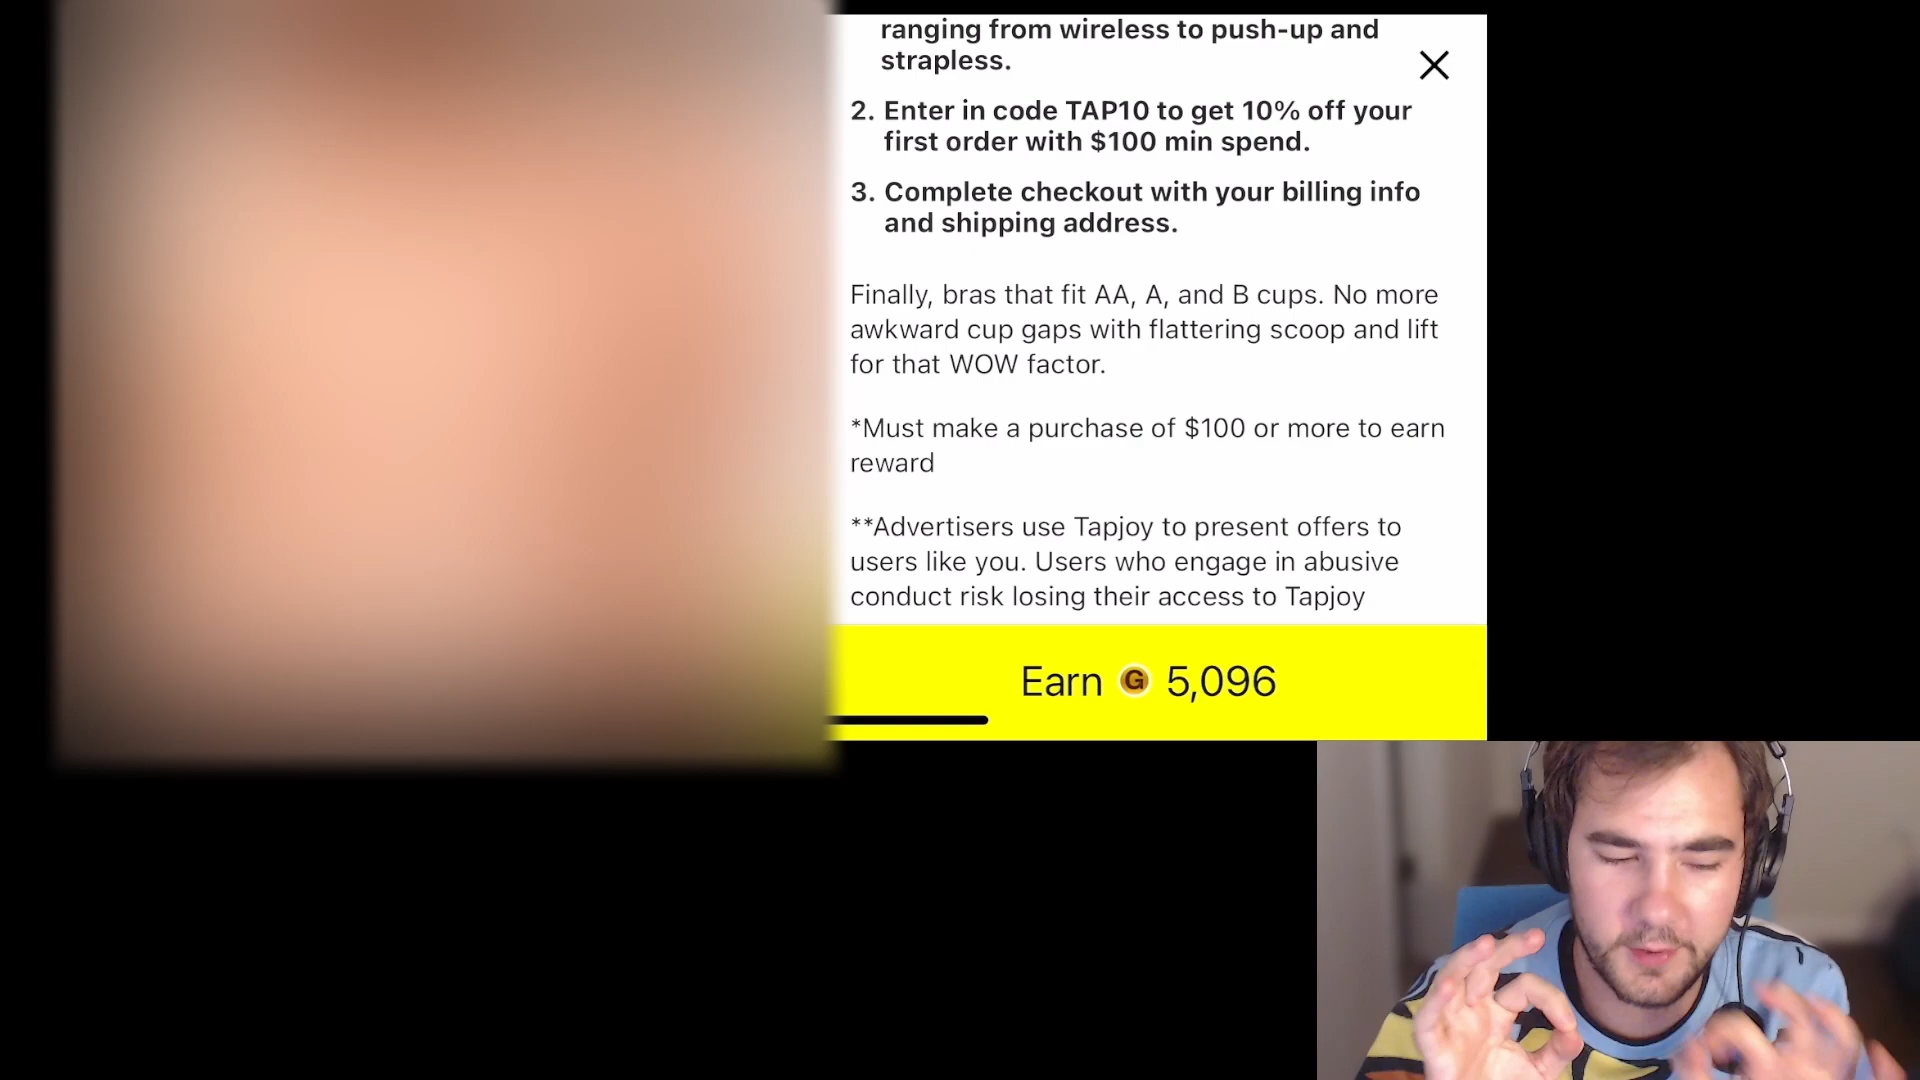 ranging from wireless to push-up and
strapless.
2. Enter in code TAP10 to get 10% off your
first order with $100 min spend.
3. Complete checkout with your billing info
and shipping address.
Finally, bras that fit AA, A, and B cups. No more
awkward cup gaps with flattering scoop and lift
for that WOW factor.
*Must make a purchase of $100 or more to earn
reward
**Advertisers use Tapjoy to present offers to
users like you. Users who engage in abusive
conduct risk losing their access to Tapjoy
Earn G 5,096